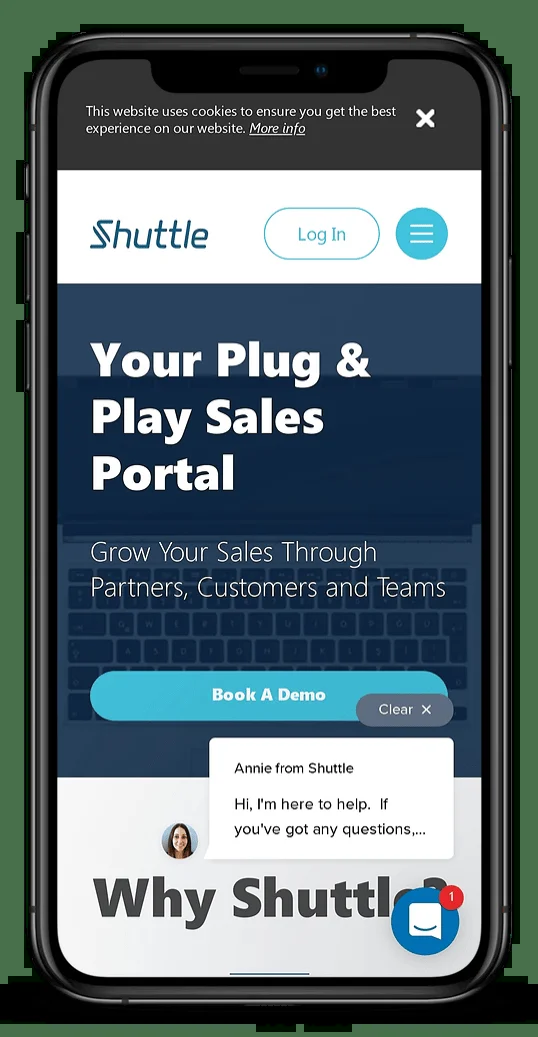 This website uses cookies to ensure you get the best
experience on our website. More info
Shuttle
Log In
Your Plug &
Play Sales
Portal
Grow Your Sales Through
Partners, Customers and Teams
Book A Demo
Clear
Annie from Shuttle
Hi, I'm here to help. If
you've got any questions,...
Why Shuttle?
1